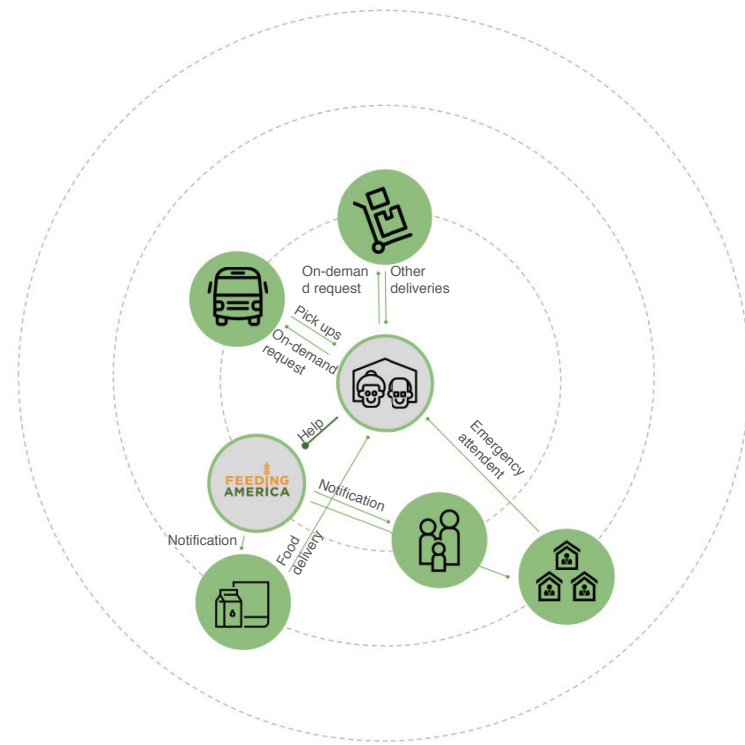 On-deman
d request
Other
deliveries
Pick ups
On-demand
request
Help
Emergency
attendent
FEEDING
AMERICA
Notification
Notification
Food
delivery